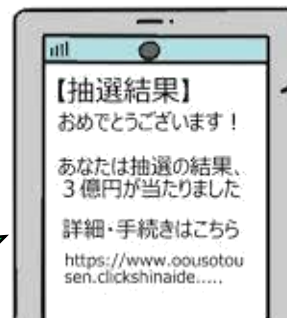 【抽選結果】
おめでとうございます！
あなたは抽選の結果、
３億円が当たりました
詳細・手続きはこちら
https://www.oousotou
sen.clickshinaide.....